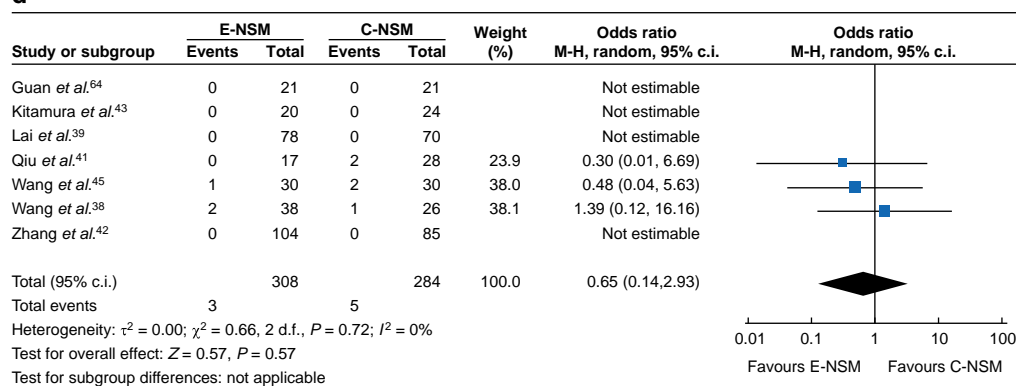 E-NSM C-NSM Weight Odds ratio Odds ratio
Study or subgroup Events Total Events Total (%) M-H, random, 95% c.i. M-H, random, 95% c.i.
Guan et al.64 0 21 0 21 Not estimable
Kitamura et al.43 0 20 0 24 Not estimable
Lai et al.39 0 78 0 70 Not estimable
Qiu et al.41 0 17 2 28 23.9 0.30 (0.01, 6.69)
Wang et al.45 1 30 2 30 38.0 0.48 (0.04, 5.63)
Wang et al.38 2 38 1 26 38.1 1.39 (0.12, 16.16)
Zhang et al.42 0 104 0 85 Not estimable
Total (95% c.i.) 308 284 100.0 0.65 (0.14,2.93)
Total events 3 5
Heterogeneity: τ2 = 0.00; χ2 = 0.66, 2 d.f., P = 0.72; I2 = 0%
Test for overall effect: Z = 0.57, P = 0.57
Test for subgroup differences: not applicable
0.01 0.1 1 10 100
Favours E-NSM Favours C-NSM